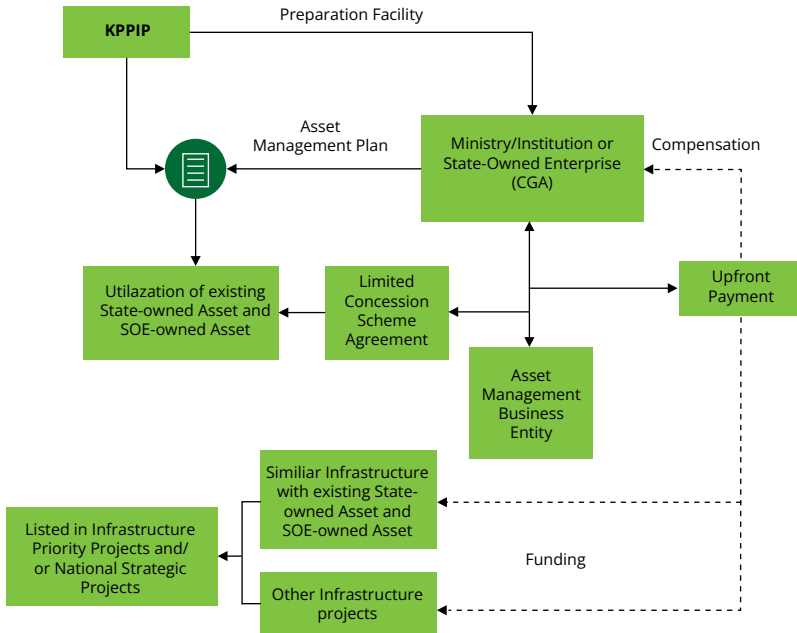 Preparation Facility
KPPIP
Asset
Management Plan
Ministry/Institution or
State-Owned Enterprise
(CGA)
Compensation
Utilazation of existing
State-owned Asset and
SOE-owned Asset
Limited
Concession
Scheme
Agreement
Upfront
Payment
Asset
Management
Business
Entity
Similiar Infrastructure
with existing State-
owned Asset and
SOE-owned Asset
Listed in Infrastructure
Priority Projects and/
or National Strategic
Projects
Funding
Other Infrastructure
projects